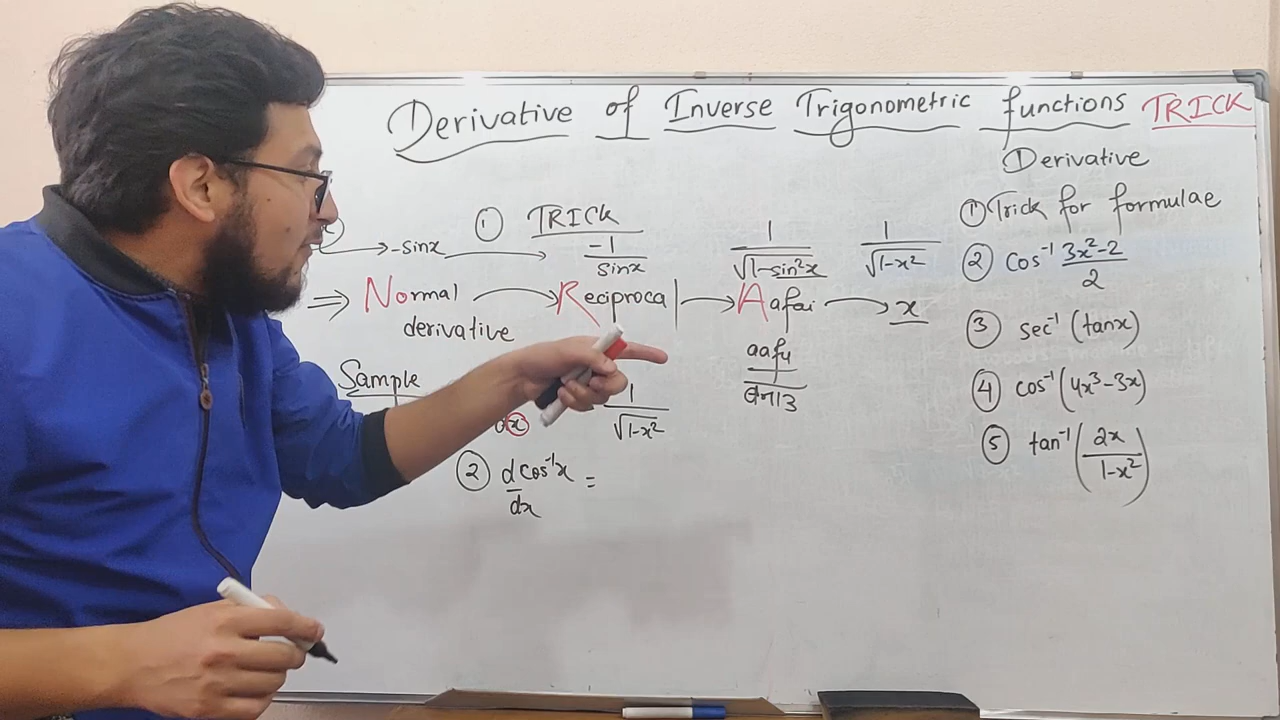 Derivative of Inverse Trigonometric functions TRICK
① TRICK
-sinx → -1/sinx
1/√1-sin²x 1/√1-x²
⇒ Normal derivative → Reciprocal → Aafai → x
aafu
Sample
dx 1/√1-x²
② d/dx cos⁻¹x =
Derivative
① Trick for formulae
② Cos⁻¹ 3x²-2/2
③ sec⁻¹ (tanx)
④ cos⁻¹ (4x³-3x)
⑤ tan⁻¹ (2x/1-x²)